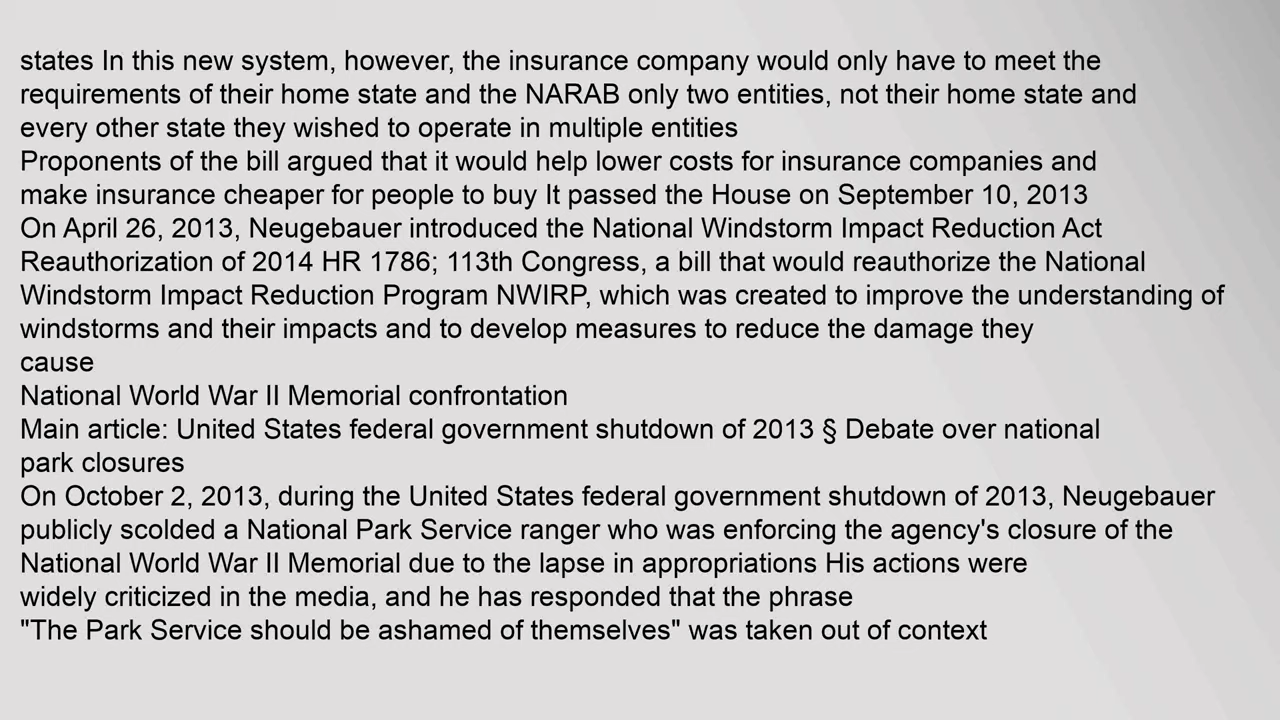 states In this new system, however, the insurance company would only have to meet the
requirements of their home state and the NARAB only two entities, not their home state and
every other state they wished to operate in multiple entities
Proponents of the bill argued that it would help lower costs for insurance companies and
make insurance cheaper for people to buy It passed the House on September 10, 2013
On April 26, 2013, Neugebauer introduced the National Windstorm Impact Reduction Act
Reauthorization of 2014 HR 1786; 113th Congress, a bill that would reauthorize the National
Windstorm Impact Reduction Program NWIRP, which was created to improve the understanding of
windstorms and their impacts and to develop measures to reduce the damage they
cause
National World War II Memorial confrontation
Main article: United States federal government shutdown of 2013 § Debate over national
park closures
On October 2, 2013, during the United States federal government shutdown of 2013, Neugebauer
publicly scolded a National Park Service ranger who was enforcing the agency's closure of the
National World War II Memorial due to the lapse in appropriations His actions were
widely criticized in the media, and he has responded that the phrase
"The Park Service should be ashamed of themselves" was taken out of context